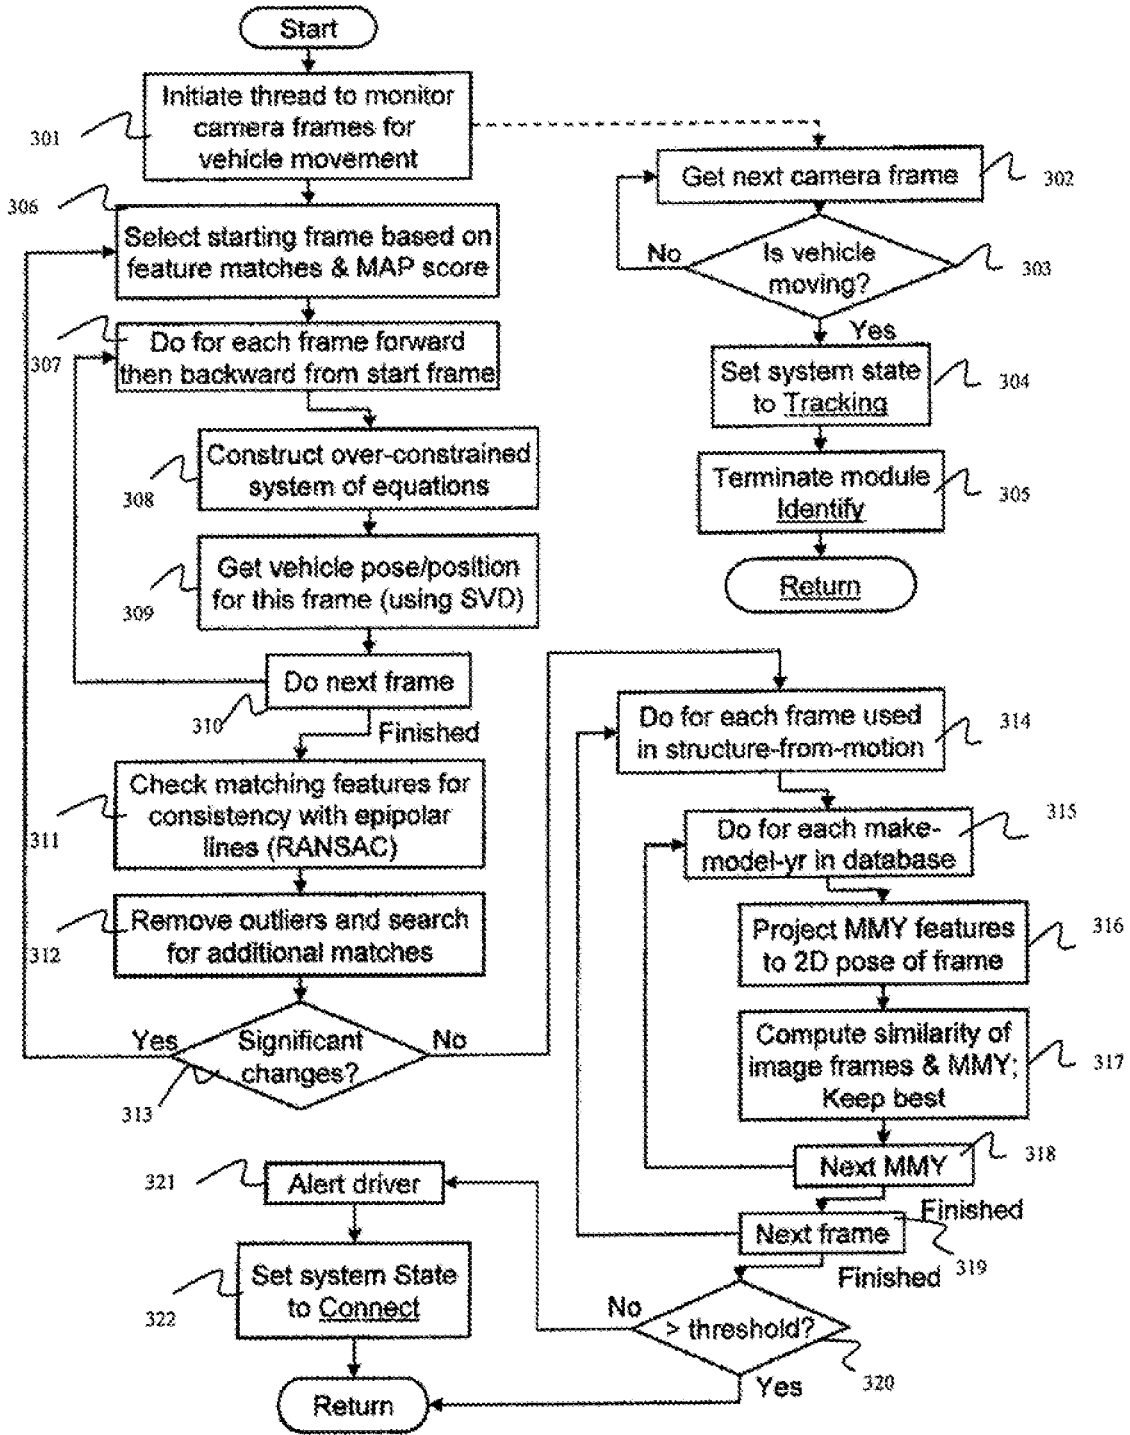 Start
Initiate thread to monitor
camera frames for
vehicle movement
301
306
Select starting frame based on
feature matches & MAP score
307
Do for each frame forward
then backward from start frame
Construct over-constrained
system of equations
308
Get vehicle pose/position
for this frame (using SVD)
309
Do next frame
310
Finished
Check matching features for
consistency with epipolar
lines (RANSAC)
311
Remove outliers and search
for additional matches
312
Yes
Significant
changes?
No
313
Get next camera frame
302
No
Is vehicle
moving?
303
Yes
Set system state
to Tracking
304
Terminate module
Identify
305
Return
Do for each frame used
in structure-from-motion
314
Do for each make-
model-yr in database
315
Project MMY features
to 2D pose of frame
316
Compute similarity of
image frames & MMY;
Keep best
317
Next MMY
318
Finished
Next frame
319
Finished
No
> threshold?
320
Yes
321
Alert driver
Set system State
to Connect
322
Return